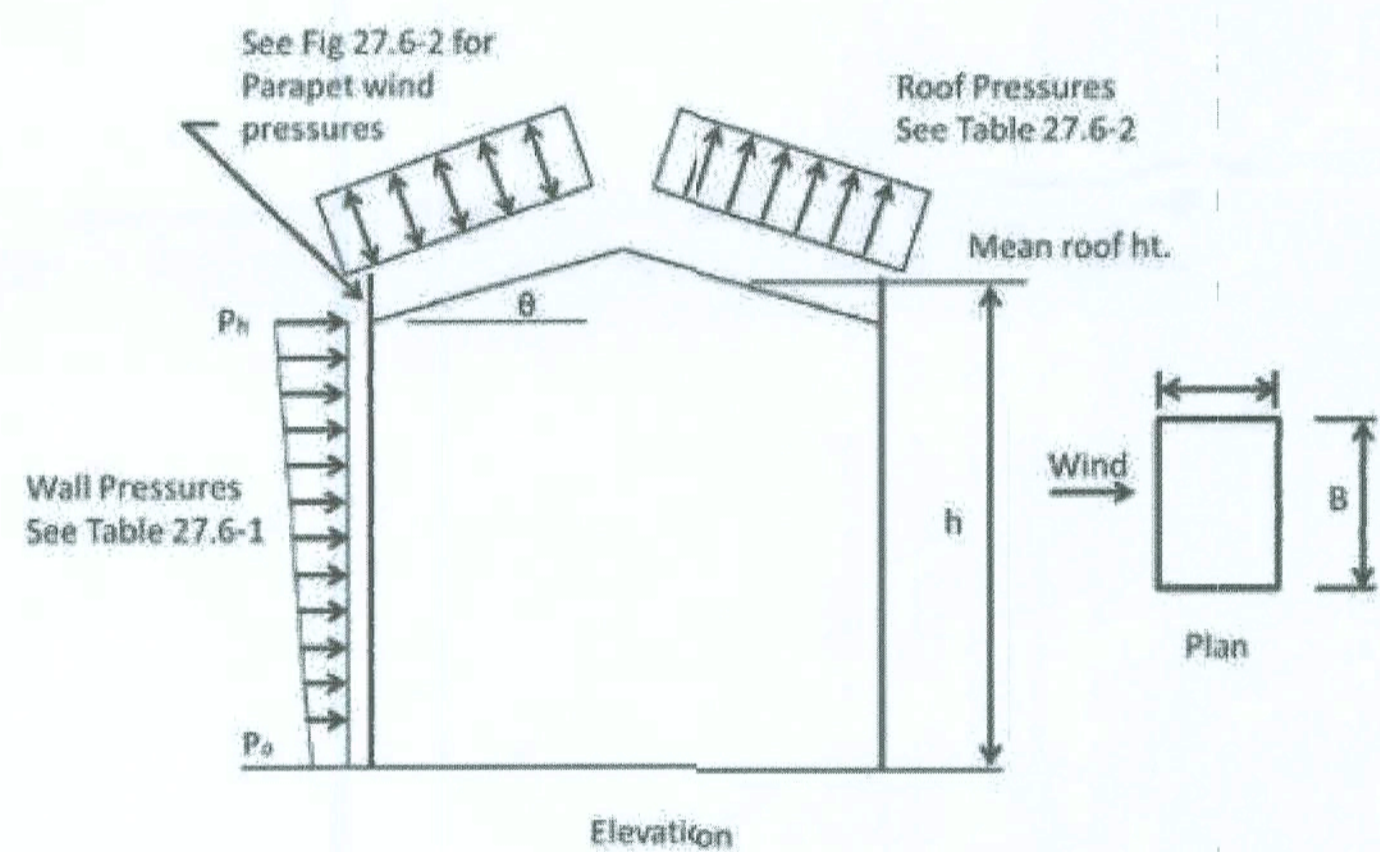 See Fig 27.6-2 for
Parapet wind
pressures
Roof Pressures
See Table 27.6-2
Mean roof ht.
θ
Ph
Wall Pressures
See Table 27.6-1
h
Wind
B
Plan
Po
Elevation